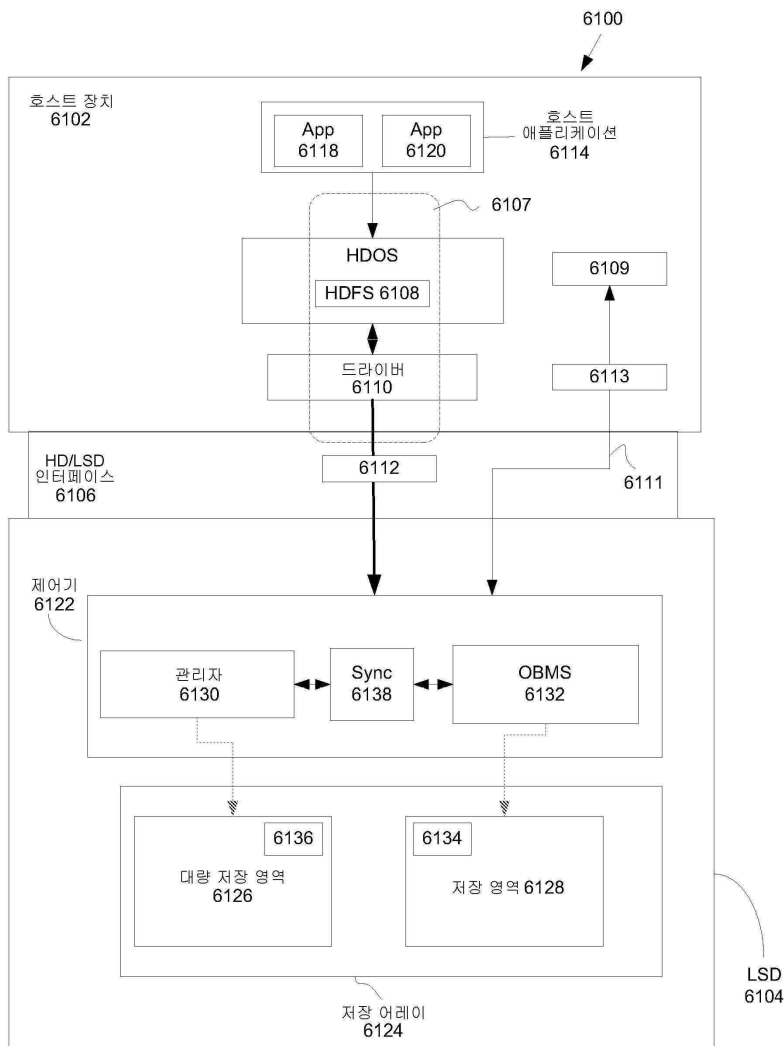 6100
호스트 장치
6102
App
6118
App
6120
호스트
애플리케이션
6114
6107
HDOS
HDFS 6108
6109
드라이버
6110
6113
HD/LSD
인터페이스
6106
6112
6111
제어기
6122
관리자
6130
Sync
6138
OBMS
6132
6136
대량 저장 영역
6126
6134
저장 영역 6128
LSD
6104
저장 어레이
6124